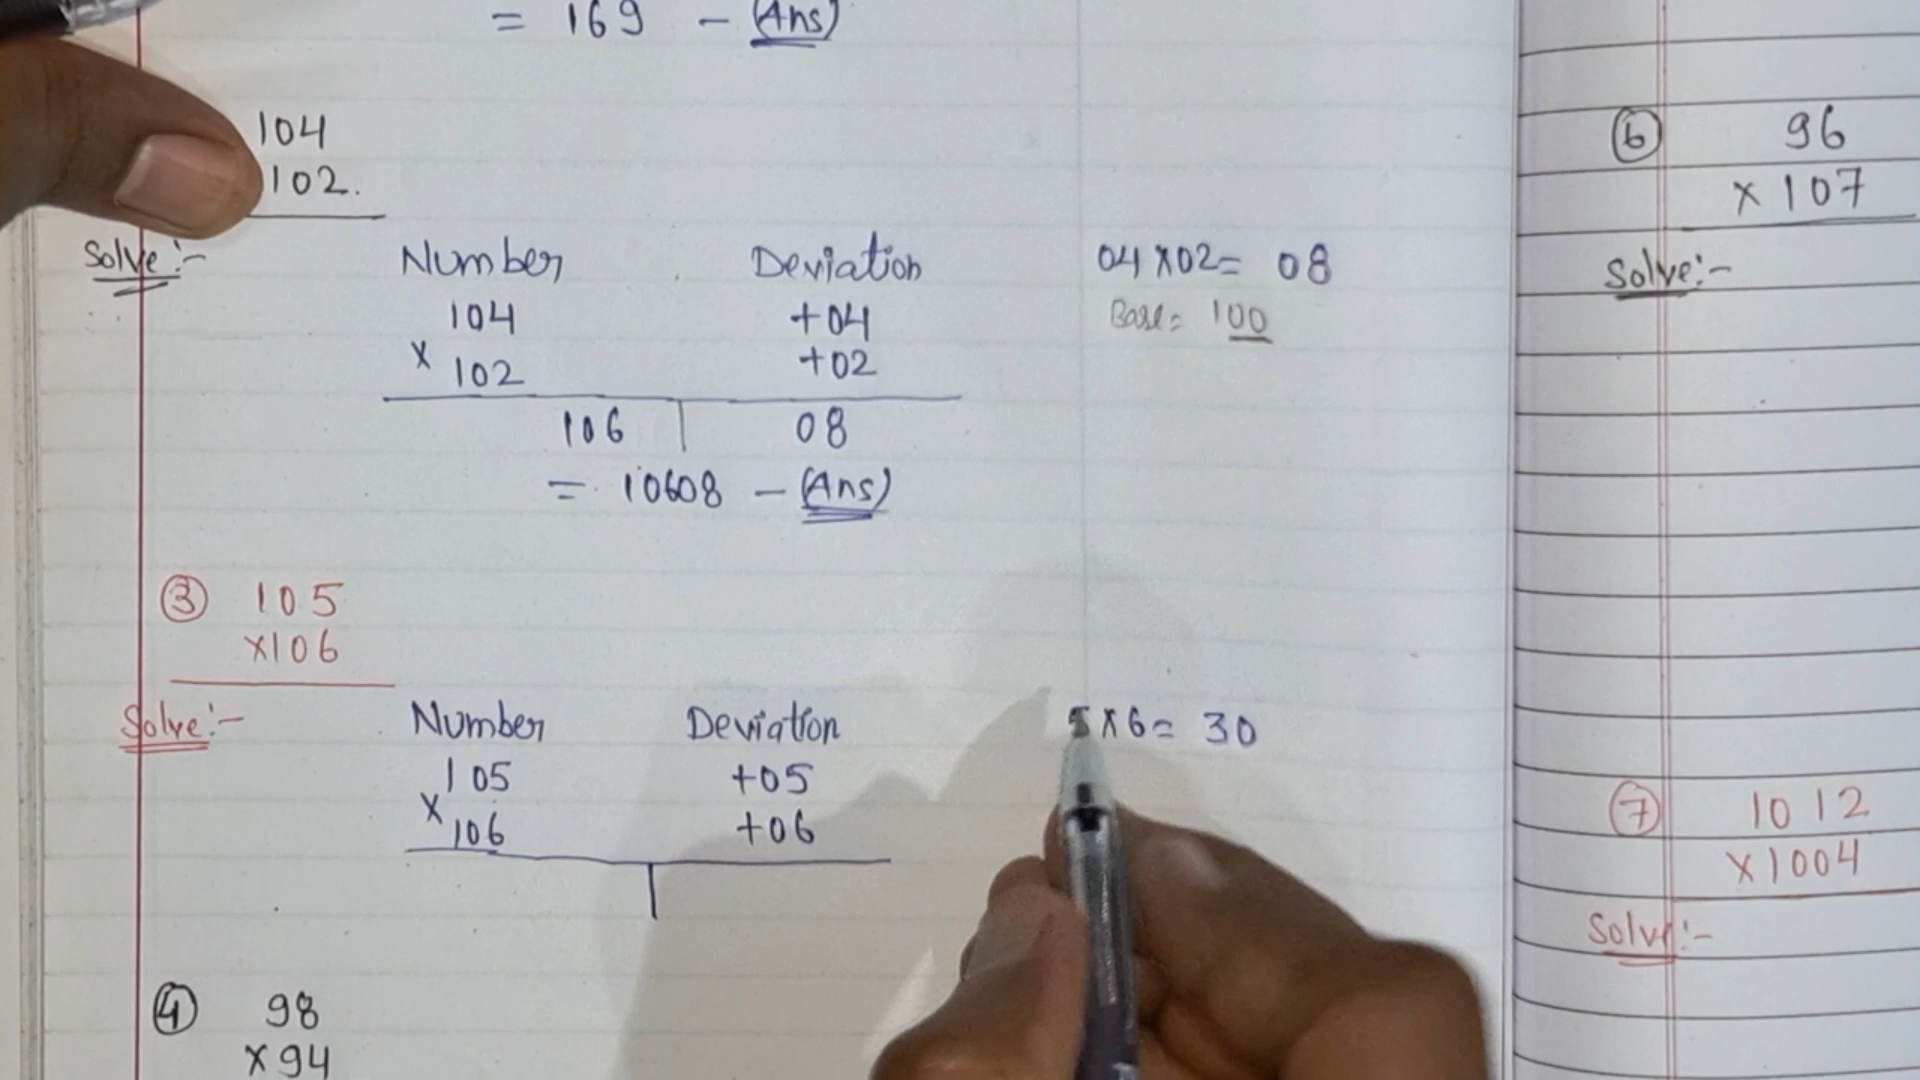 = 169 - (Ans)
104
102.
Solve:-
Number Deviation 04×02= 08
104 +04 Base= 100
× 102 +02
106 | 08
= 10608 - (Ans)
③ 105
×106
Solve:-
Number Deviation 5×6= 30
105 +05
× 106 +06
④ 98
×94
⑥ 96
×107
Solve:-
⑦ 1012
×1004
Solve:-